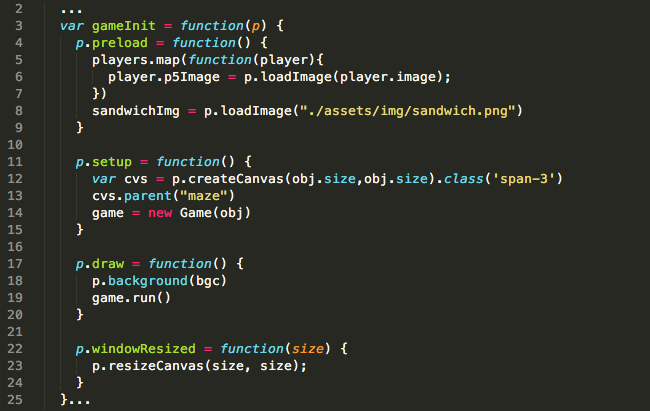 2 ...
3 var gameInit = function(p) {
4 p.preload = function() {
5 players.map(function(player){
6 player.p5Image = p.loadImage(player.image);
7 })
8 sandwichImg = p.loadImage("./assets/img/sandwich.png")
9 }
10
11 p.setup = function() {
12 var cvs = p.createCanvas(obj.size,obj.size).class('span-3')
13 cvs.parent("maze")
14 game = new Game(obj)
15 }
16
17 p.draw = function() {
18 p.background(bgc)
19 game.run()
20 }
21
22 p.windowResized = function(size) {
23 p.resizeCanvas(size, size);
24 }
25 }...